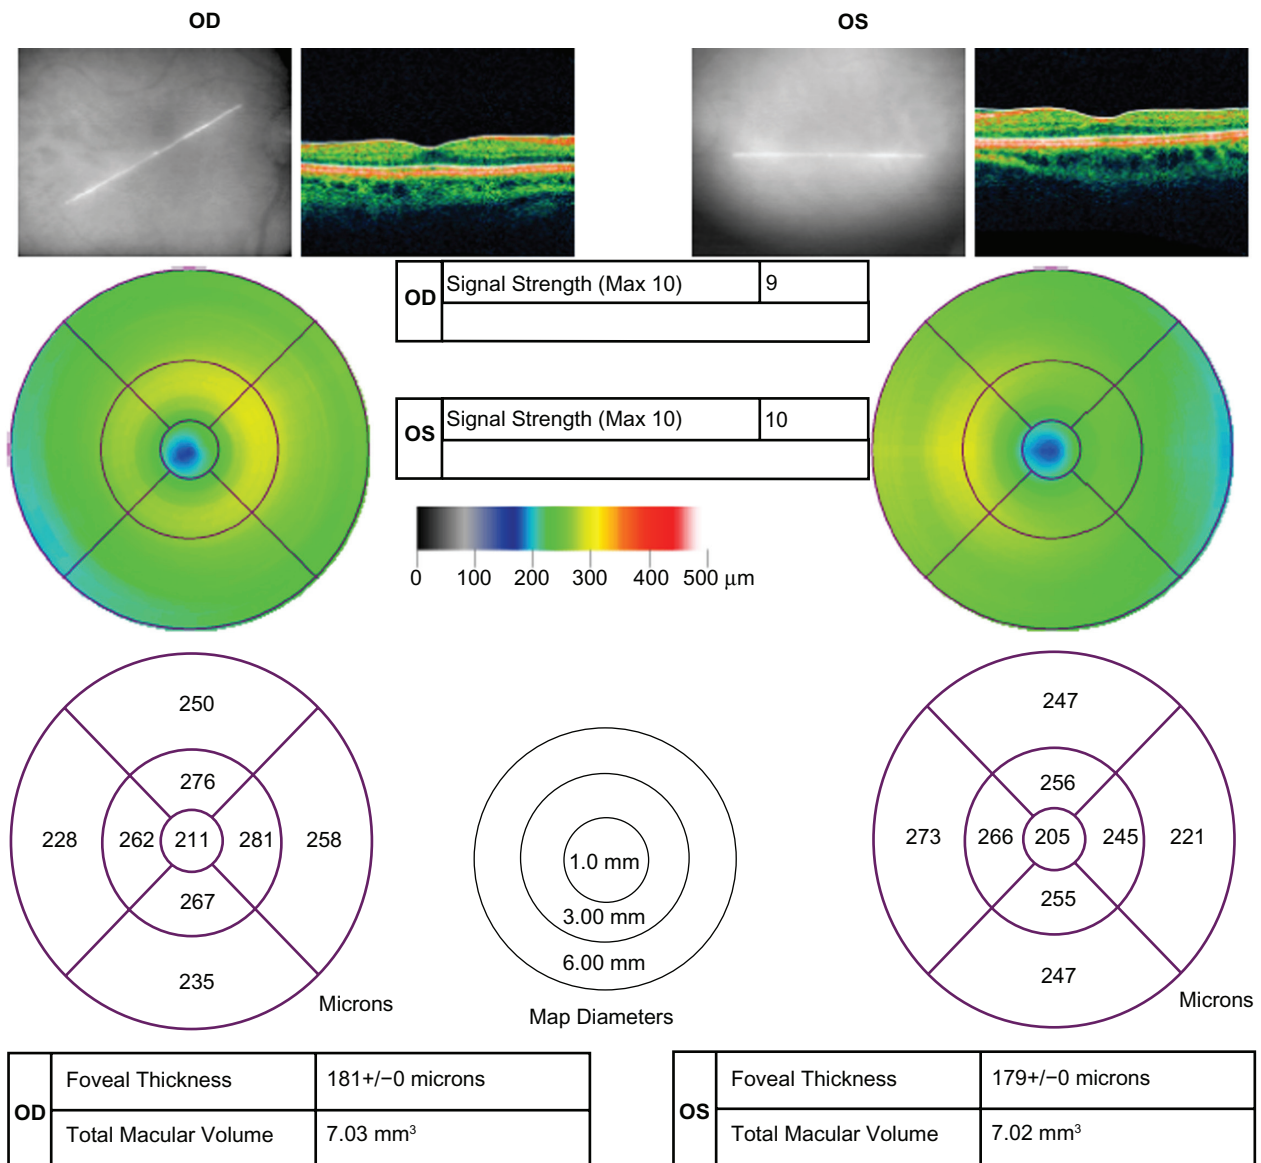 OD
OS
OD
Signal Strength (Max 10)
9
OS
Signal Strength (Max 10)
10
0 100 200 300 400 500 μm
250
276
228 262 211 281 258
267
235
Microns
1.0 mm
3.00 mm
6.00 mm
Map Diameters
247
256
273 266 205 245 221
255
247
Microns
OD
Foveal Thickness 181+/−0 microns
Total Macular Volume 7.03 mm³
OS
Foveal Thickness 179+/−0 microns
Total Macular Volume 7.02 mm³